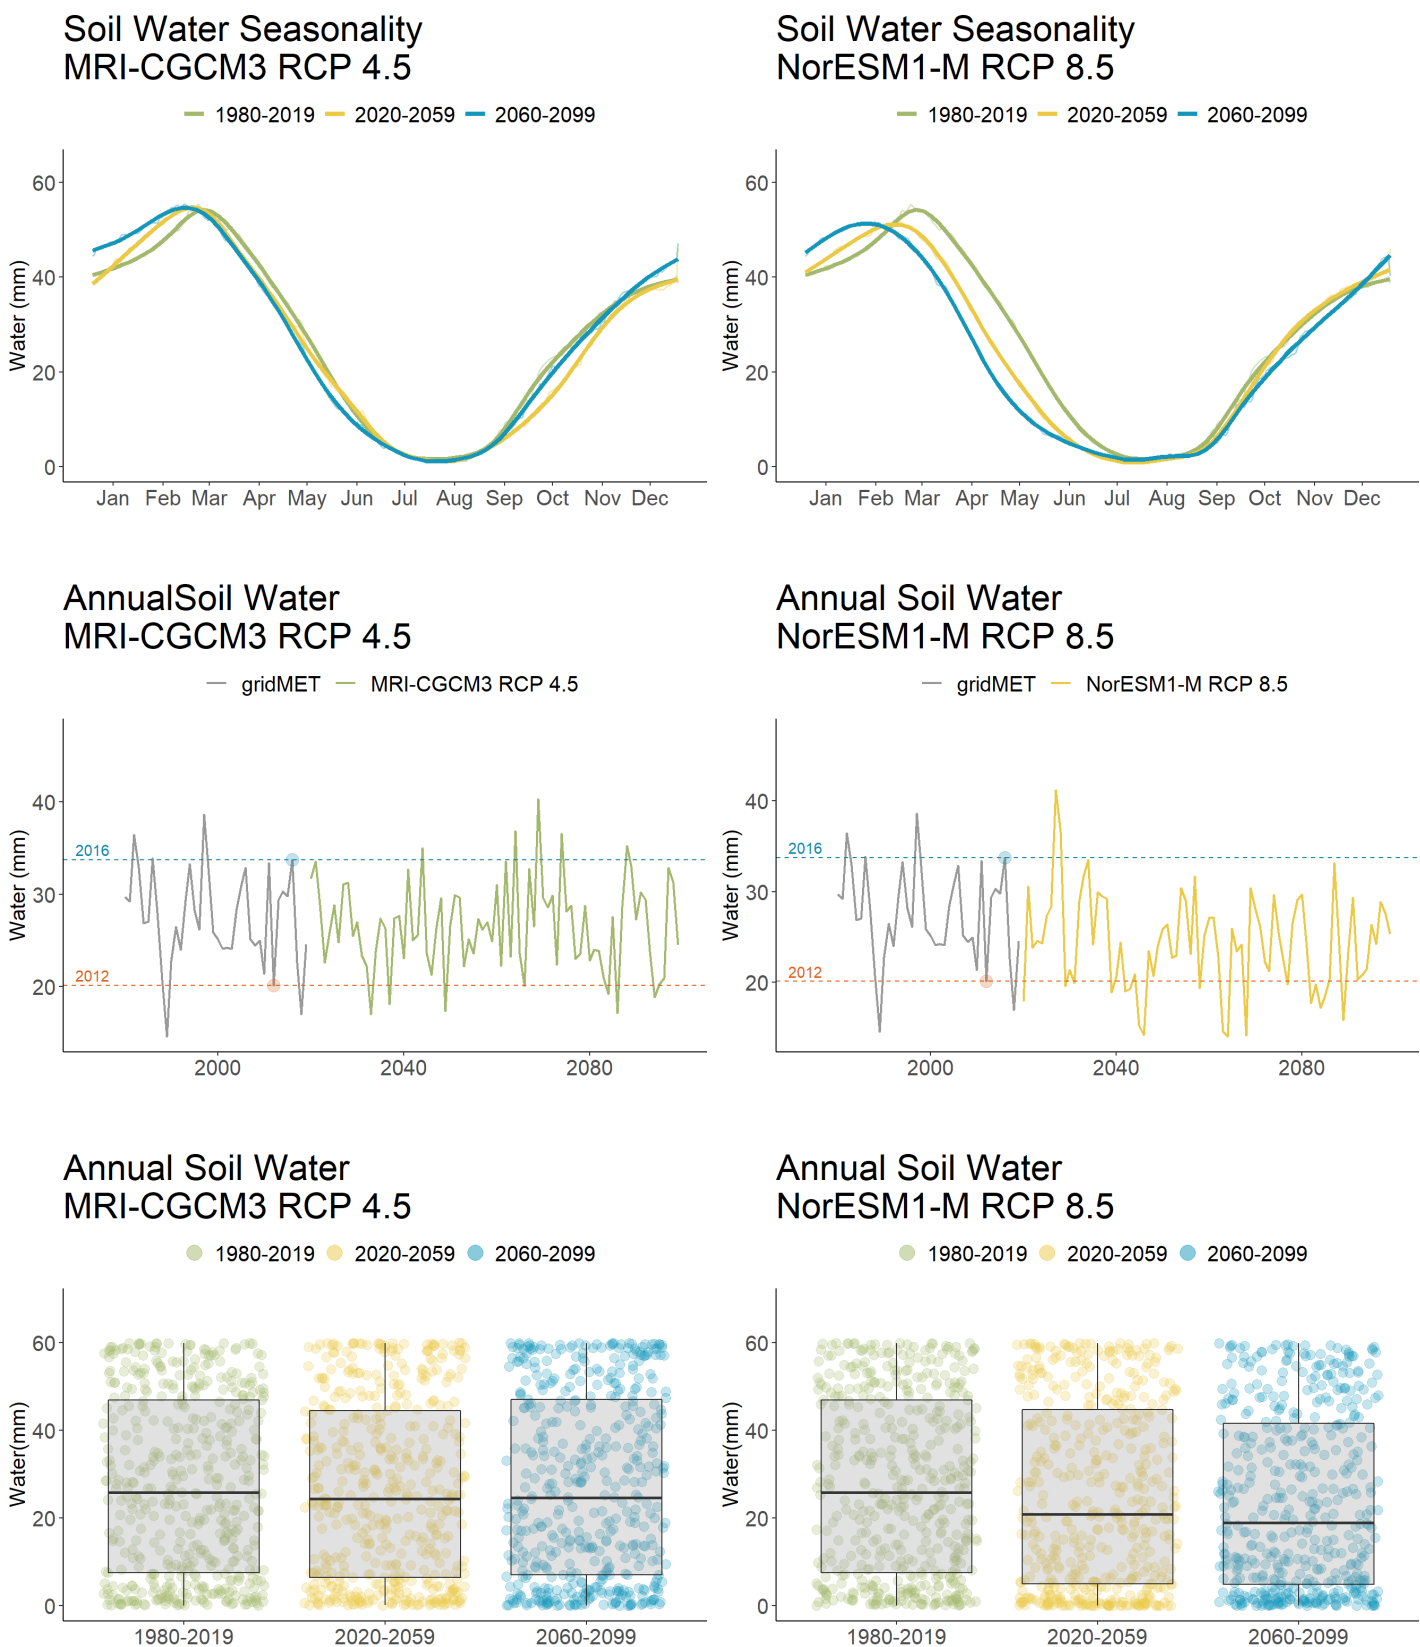 Soil Water Seasonality
MRI-CGCM3 RCP 4.5
1980-2019 2020-2059 2060-2099
Water (mm)
60
40
20
0
Jan Feb Mar Apr May Jun Jul Aug Sep Oct Nov Dec
Soil Water Seasonality
NorESM1-M RCP 8.5
1980-2019 2020-2059 2060-2099
Water (mm)
60
40
20
0
Jan Feb Mar Apr May Jun Jul Aug Sep Oct Nov Dec
AnnualSoil Water
MRI-CGCM3 RCP 4.5
gridMET MRI-CGCM3 RCP 4.5
Water (mm)
40
30
20
2016
2012
2000 2040 2080
Annual Soil Water
NorESM1-M RCP 8.5
gridMET NorESM1-M RCP 8.5
Water (mm)
40
30
20
2016
2012
2000 2040 2080
Annual Soil Water
MRI-CGCM3 RCP 4.5
1980-2019 2020-2059 2060-2099
Water(mm)
60
40
20
0
1980-2019 2020-2059 2060-2099
Annual Soil Water
NorESM1-M RCP 8.5
1980-2019 2020-2059 2060-2099
Water(mm)
60
40
20
0
1980-2019 2020-2059 2060-2099